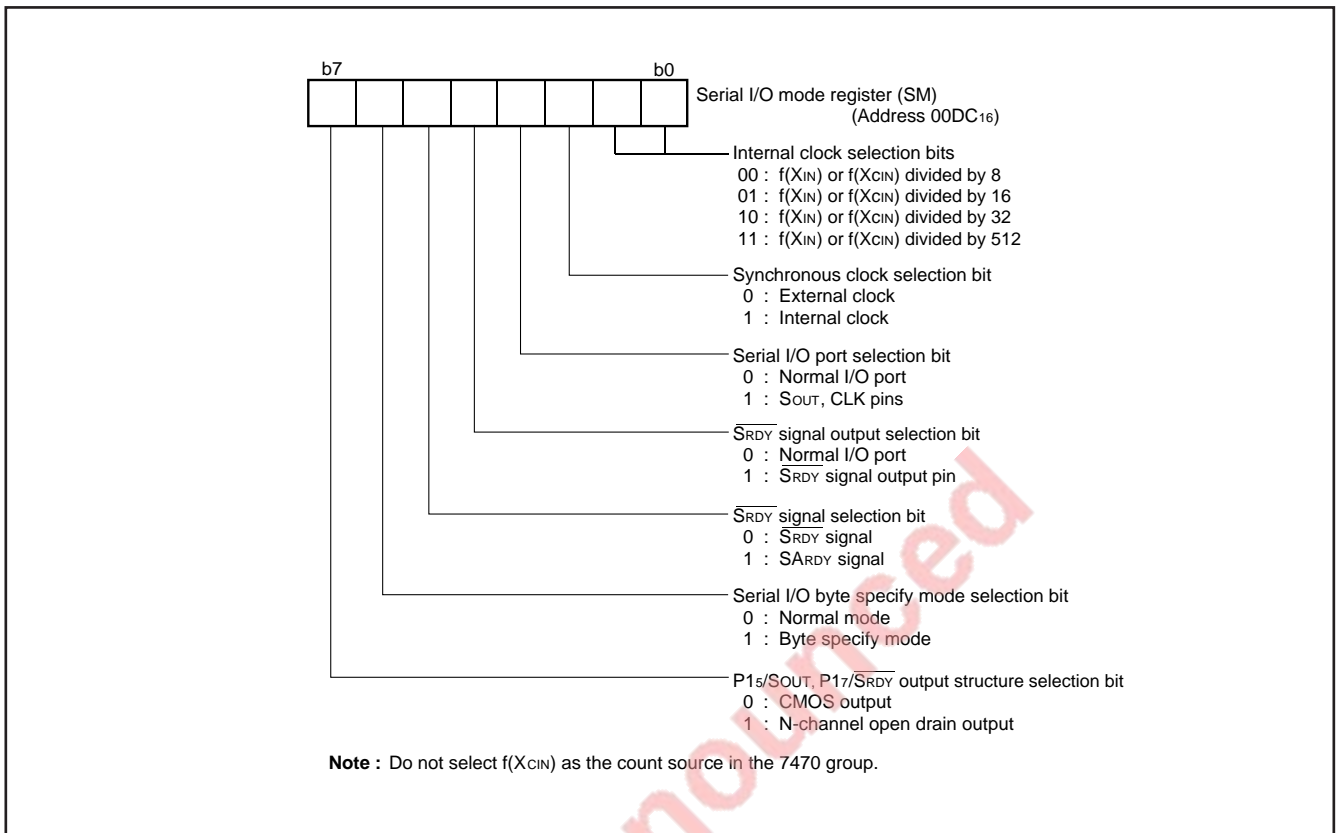 b7 b0
Serial I/O mode register (SM)
(Address 00DC16)
Internal clock selection bits
00 : f(XIN) or f(XCIN) divided by 8
01 : f(XIN) or f(XCIN) divided by 16
10 : f(XIN) or f(XCIN) divided by 32
11 : f(XIN) or f(XCIN) divided by 512
Synchronous clock selection bit
0 : External clock
1 : Internal clock
Serial I/O port selection bit
0 : Normal I/O port
1 : SOUT, CLK pins
SRDY signal output selection bit
0 : Normal I/O port
1 : SRDY signal output pin
SRDY signal selection bit
0 : SRDY signal
1 : SARDY signal
Serial I/O byte specify mode selection bit
0 : Normal mode
1 : Byte specify mode
P15/SOUT, P17/SRDY output structure selection bit
0 : CMOS output
1 : N-channel open drain output
Note : Do not select f(XCIN) as the count source in the 7470 group.
ounced